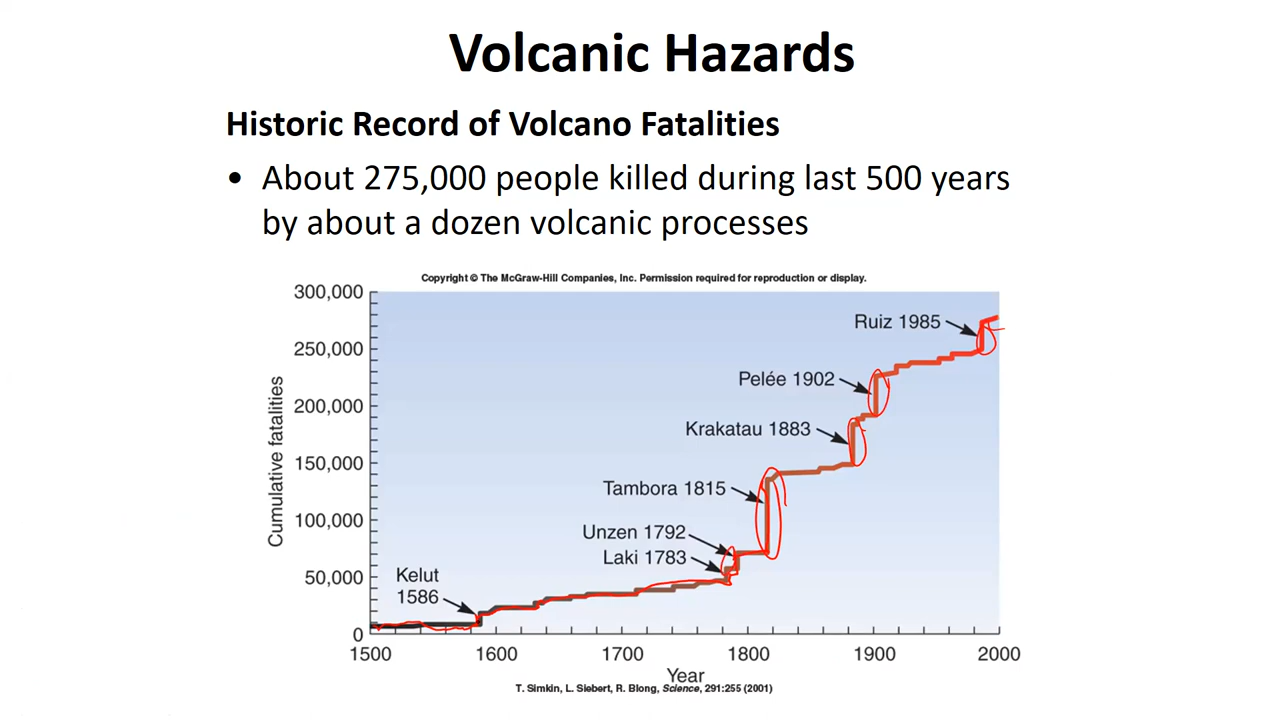 Volcanic Hazards
Historic Record of Volcano Fatalities
• About 275,000 people killed during last 500 years
by about a dozen volcanic processes
Copyright © The McGraw-Hill Companies, Inc. Permission required for reproduction or display.
300,000
250,000
200,000
150,000
100,000
50,000
0
Cumulative fatalities
Ruiz 1985
Pelée 1902
Krakatau 1883
Tambora 1815
Unzen 1792
Laki 1783
Kelut
1586
1500 1600 1700 1800 1900 2000
Year
T. Simkin, L. Siebert, R. Blong, Science, 291:255 (2001)